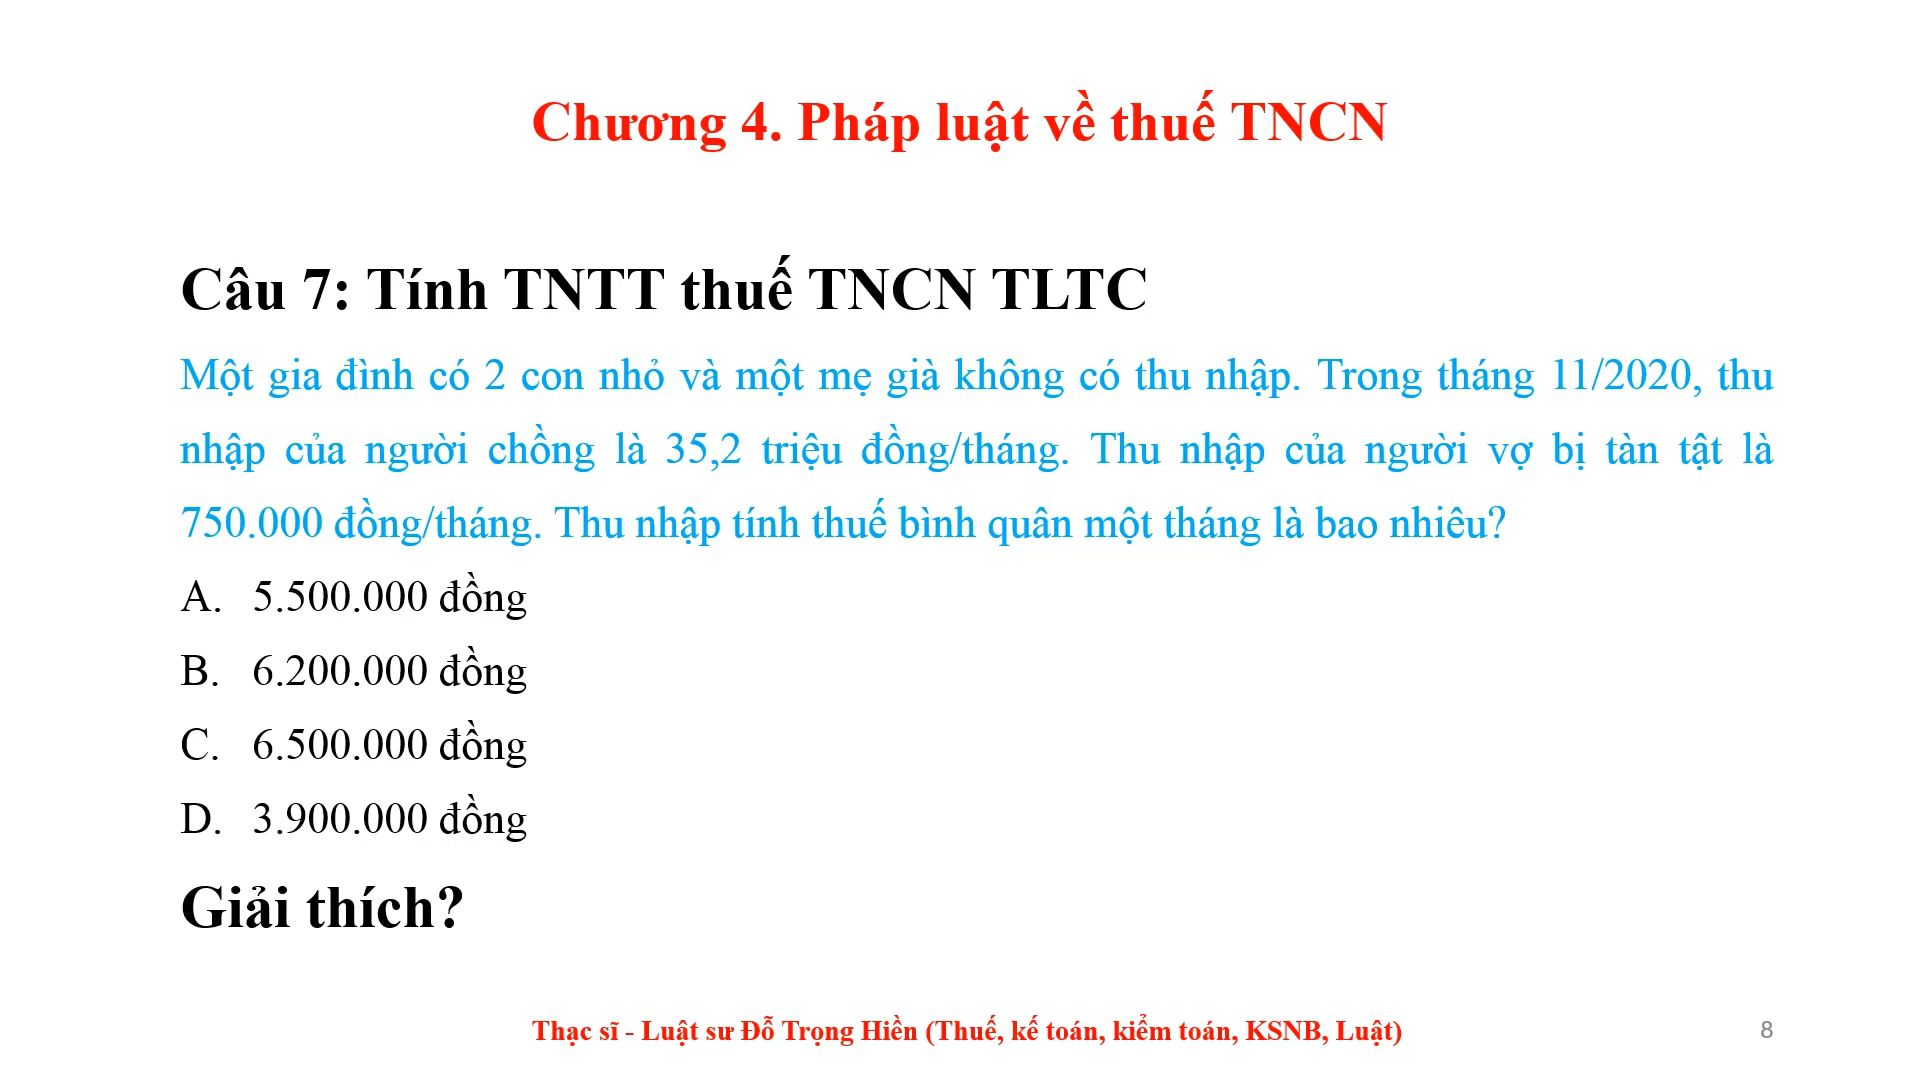 Chương 4. Pháp luật về thuế TNCN
Câu 7: Tính TNTT thuế TNCN TLTC
Một gia đình có 2 con nhỏ và một mẹ già không có thu nhập. Trong tháng 11/2020, thu
nhập của người chồng là 35,2 triệu đồng/tháng. Thu nhập của người vợ bị tàn tật là
750.000 đồng/tháng. Thu nhập tính thuế bình quân một tháng là bao nhiêu?
A. 5.500.000 đồng
B. 6.200.000 đồng
C. 6.500.000 đồng
D. 3.900.000 đồng
Giải thích?
Thạc sĩ - Luật sư Đỗ Trọng Hiền (Thuế, kế toán, kiểm toán, KSNB, Luật)
8